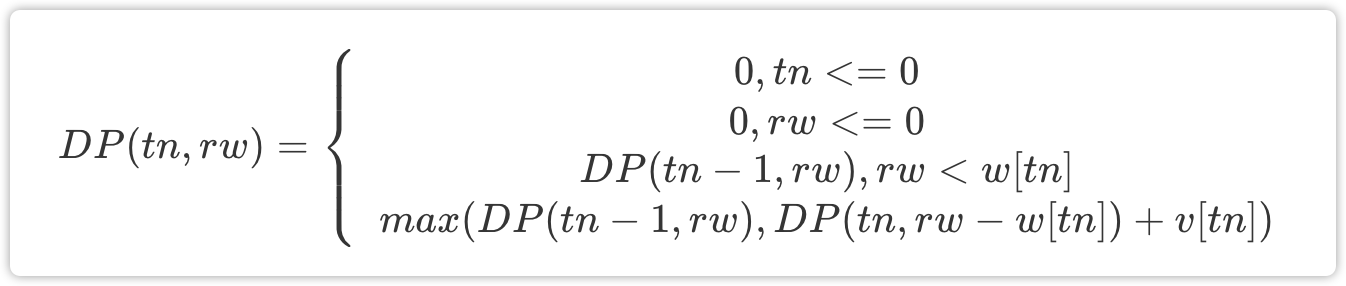 0, tn <= 0
0, rw <= 0
DP(tn, rw) = {
DP(tn − 1, rw), rw < w[tn]
max(DP(tn − 1, rw), DP(tn, rw − w[tn]) + v[tn])